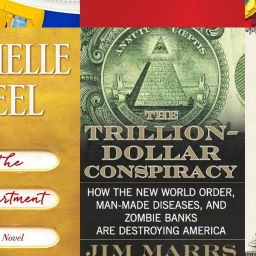 ELLE
EEL
the
artment
Novel
ANNUIT CŒPTIS
THE
TRILLION-
DOLLAR
CONSPIRACY
HOW THE NEW WORLD ORDER,
MAN-MADE DISEASES, AND
ZOMBIE BANKS
ARE DESTROYING AMERICA
JIM MARRS